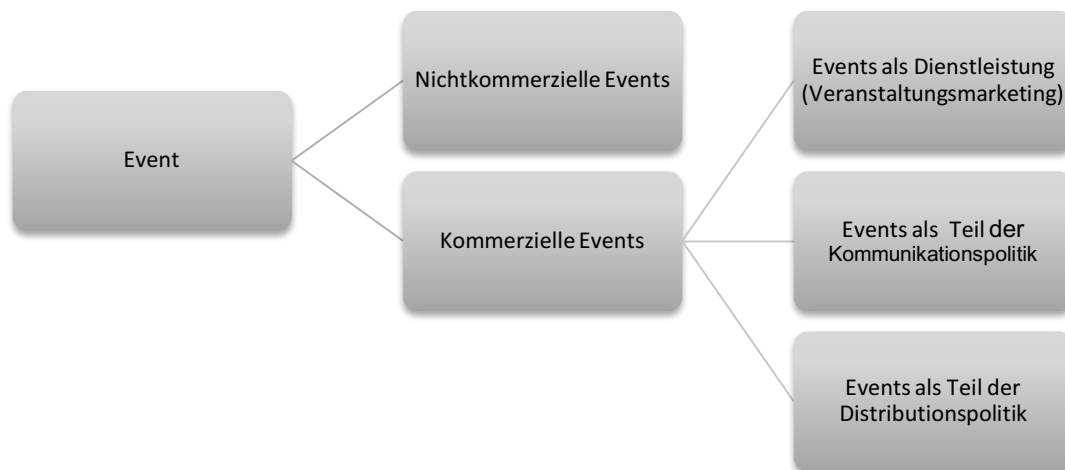 Event
Nichtkommerzielle Events
Kommerzielle Events
Events als Dienstleistung
(Veranstaltungsmarketing)
Events als Teil der
Kommunikationspolitik
Events als Teil der
Distributionspolitik